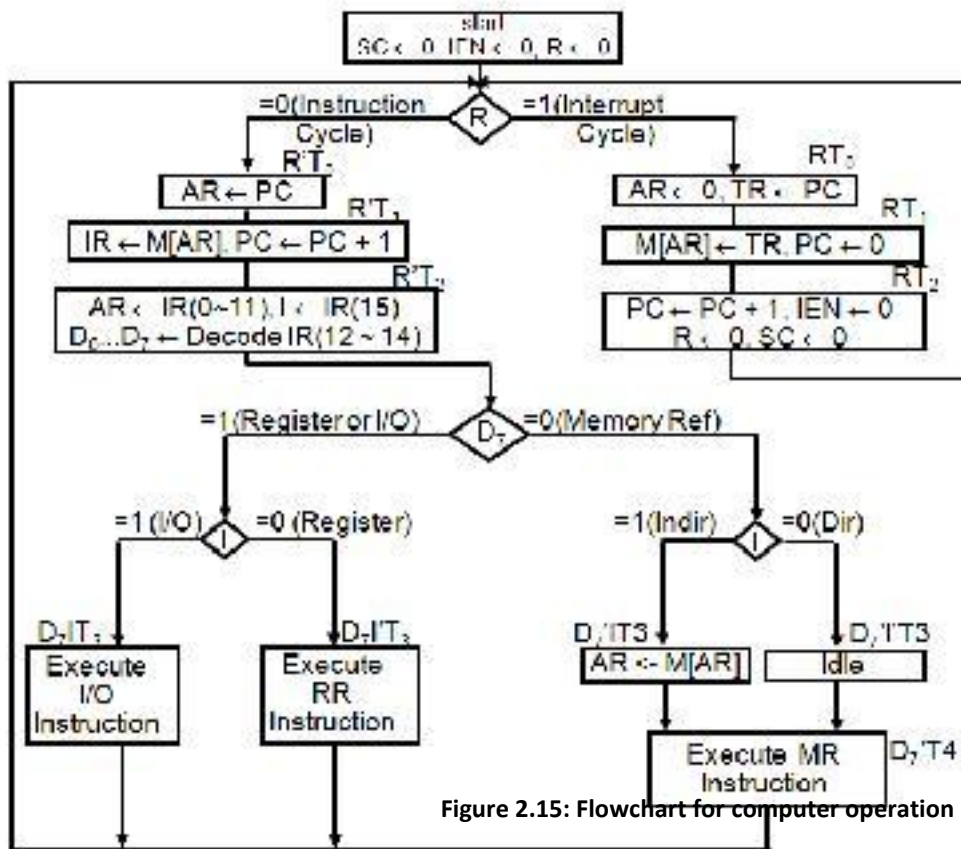 start
SC ← 0, IEN ← 0, R ← 0
=0(Instruction Cycle)
R
=1(Interrupt Cycle)
R'T₀
AR ← PC
R'T₁
IR ← M[AR], PC ← PC + 1
R'T₂
AR ← IR(0~11), I ← IR(15)
D₀...D₇ ← Decode IR(12 ~ 14)
RT₀
AR ← 0, TR ← PC
RT₁
M[AR] ← TR, PC ← 0
RT₂
PC ← PC + 1, IEN ← 0
R ← 0, SC ← 0
=1(Register or I/O)
D₇
=0(Memory Ref)
=1 (I/O)
I
=0 (Register)
=1(Indir)
I
=0(Dir)
D₇IT₃
Execute
I/O
Instruction
D₇I'T₃
Execute
RR
Instruction
D₇'IT3
AR <- M[AR]
D₇'I'T3
Idle
Execute MR
Instruction
D₇'T4
Figure 2.15: Flowchart for computer operation